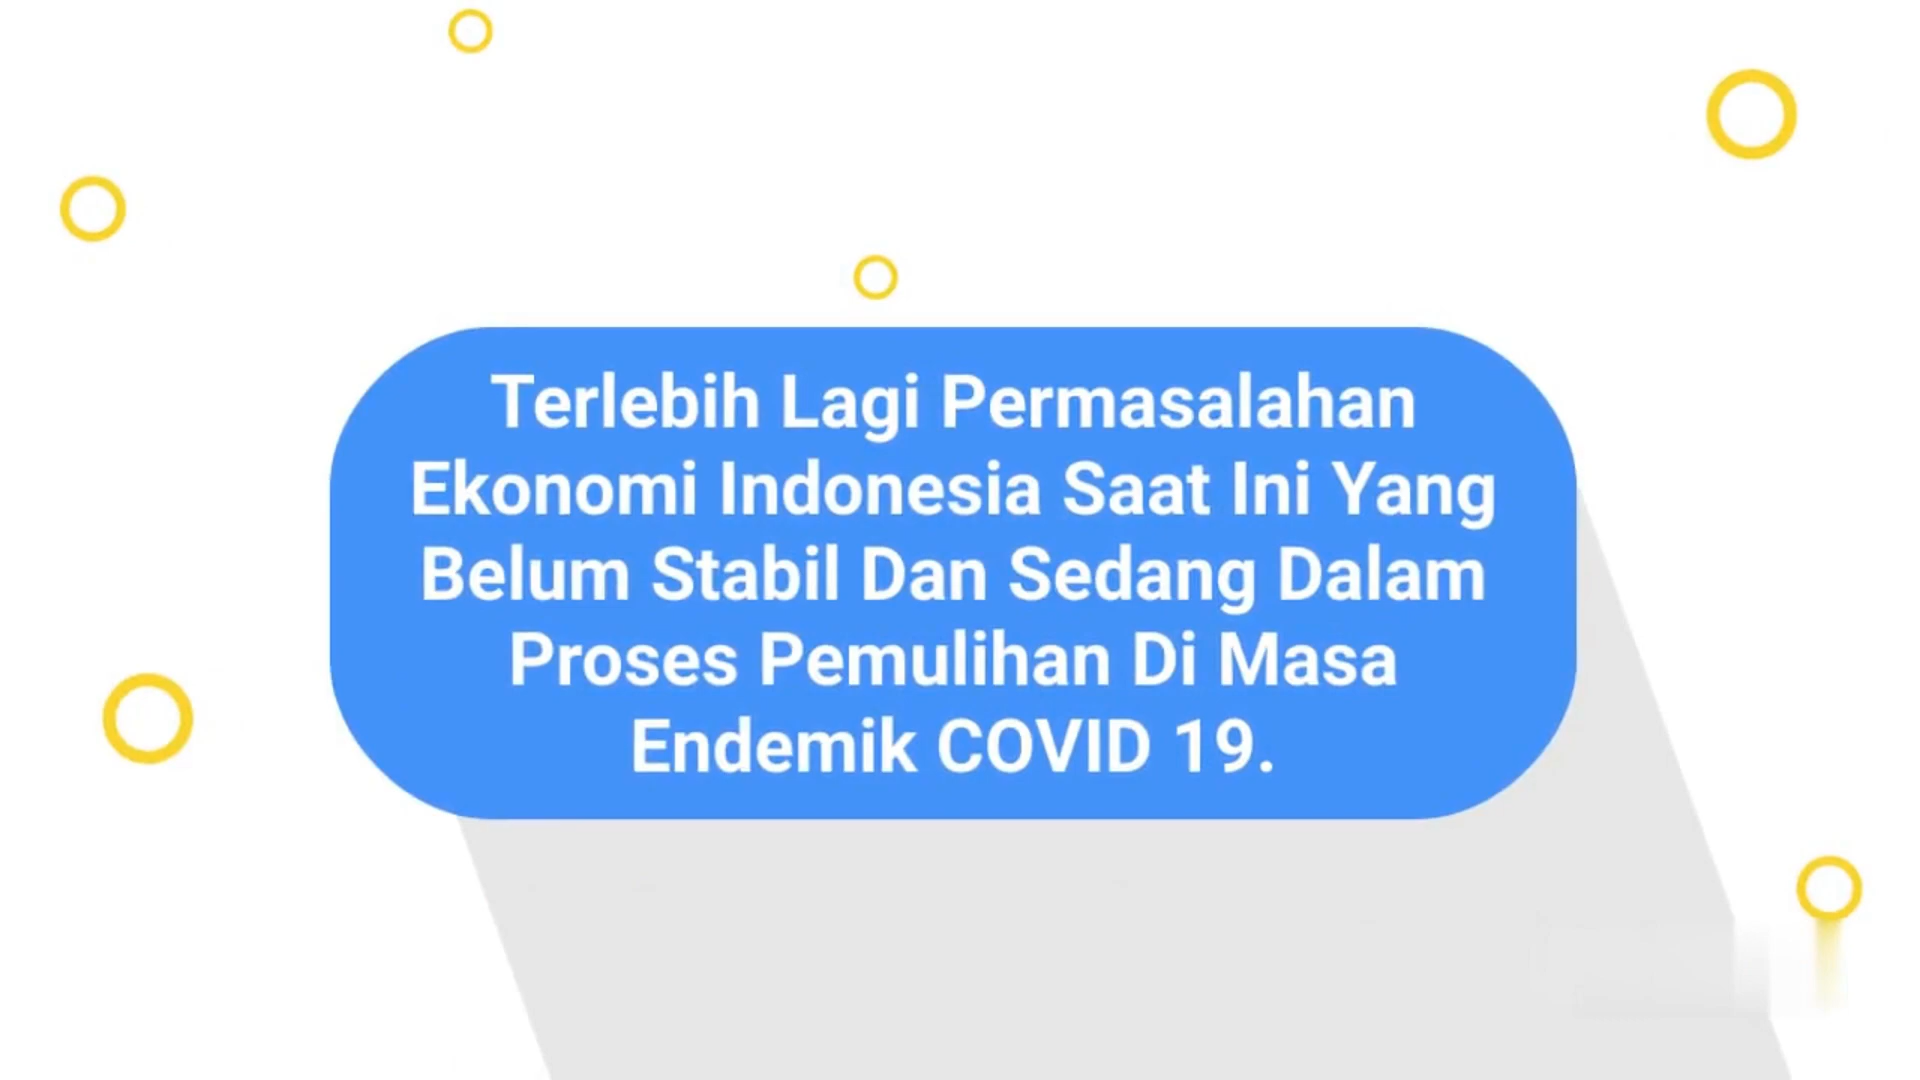 Terlebih Lagi Permasalahan
Ekonomi Indonesia Saat Ini Yang
Belum Stabil Dan Sedang Dalam
Proses Pemulihan Di Masa
Endemik COVID 19.